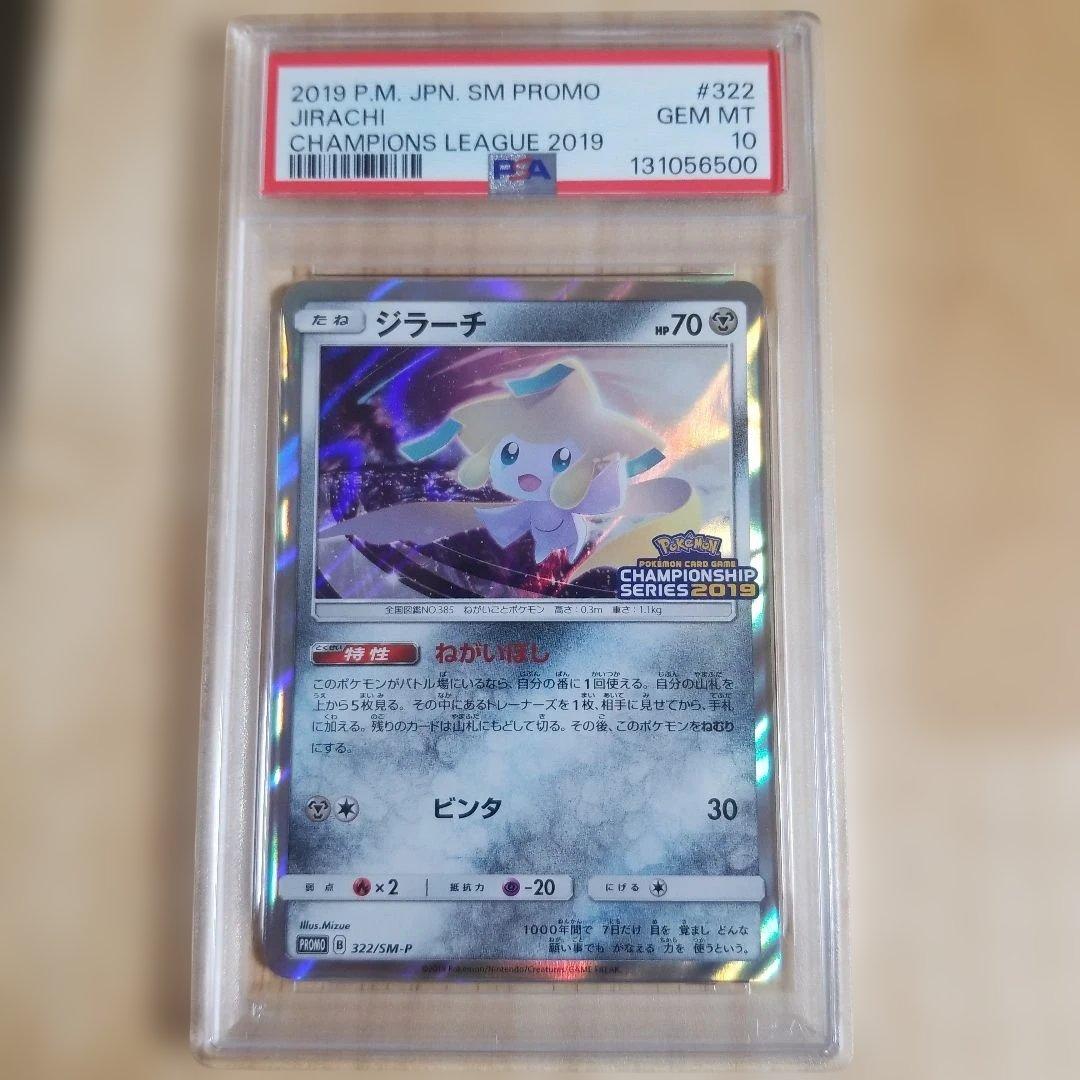 2019 P.M. JPN. SM PROMO #322
JIRACHI GEM MT
CHAMPIONS LEAGUE 2019 10
PSA 131056500
たね ジラーチ HP70
Pokémon
POKÉMON CARD GAME
CHAMPIONSHIP
SERIES 2019
全国図鑑NO.385 ねがいごとポケモン 高さ:0.3m 重さ:1.1kg
とくせい
特性 ねがいぼし
このポケモンがバトル場にいるなら、自分の番に1回使える。自分の山札を
上から5枚見る。その中にあるトレーナーズを1枚、相手に見せてから、手札
に加える。残りのカードは山札にもどして切る。その後、このポケモンをねむり
にする。
ビンタ 30
弱点 ×2 抵抗力 -20 にげる
Illus.Mizue
1000年間で 7日だけ 目を 覚まし どんな
願い事でも かなえる 力を 使うという。
PROMO B 322/SM-P
©2019 Pokémon/Nintendo/Creatures/GAME FREAK.